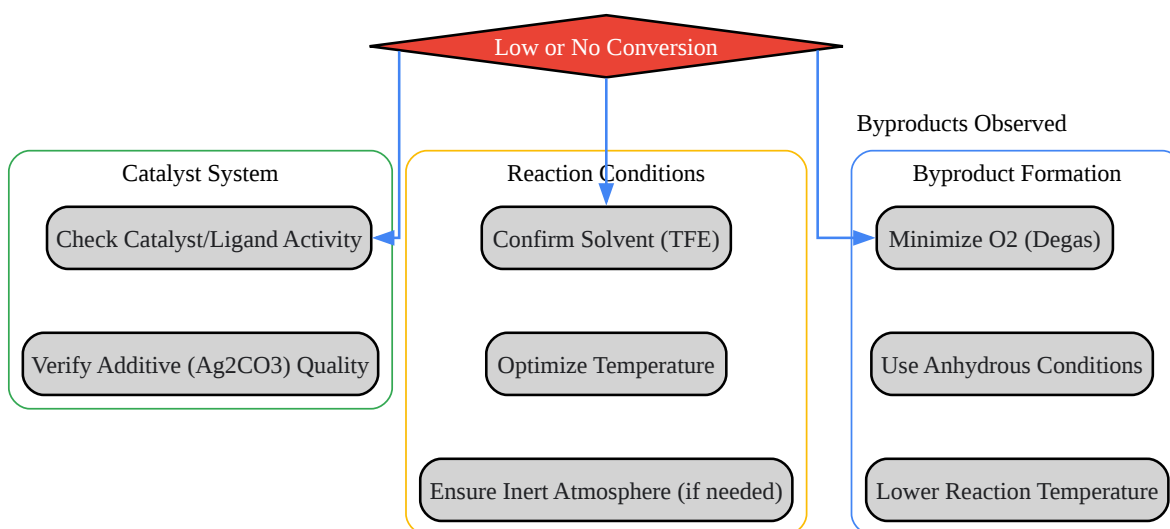 Low or No Conversion
Byproducts Observed
Catalyst System
Check Catalyst/Ligand Activity
Verify Additive (Ag2CO3) Quality
Reaction Conditions
Confirm Solvent (TFE)
Optimize Temperature
Ensure Inert Atmosphere (if needed)
Byproduct Formation
Minimize O2 (Degas)
Use Anhydrous Conditions
Lower Reaction Temperature